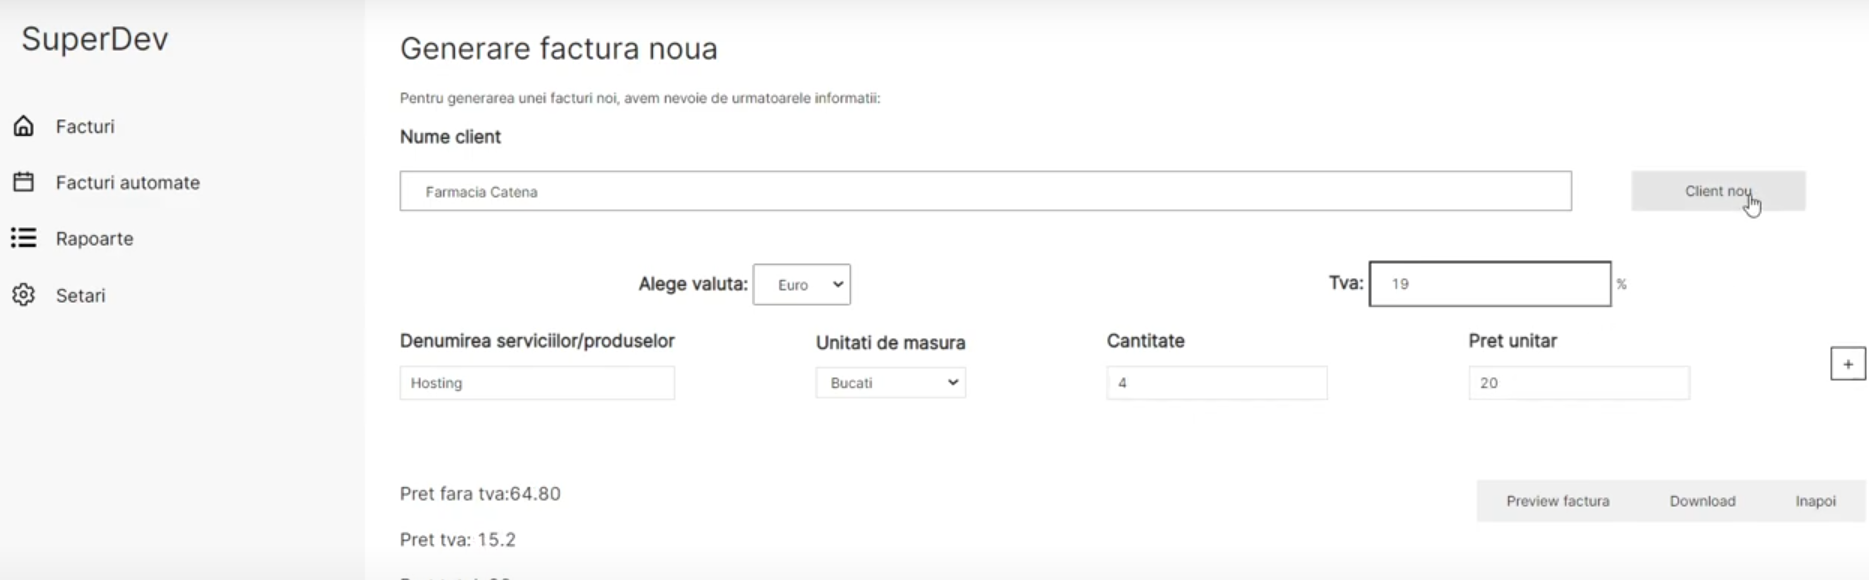 SuperDev
Facturi
Facturi automate
Rapoarte
Setari
Generare factura noua
Pentru generarea unei facturi noi, avem nevoie de urmatoarele informatii:
Nume client
Farmacia Catena
Client nou
Alege valuta: Euro
Tva: 19 %
Denumirea serviciilor/produselor Unitati de masura Cantitate Pret unitar
Hosting Bucati 4 20 +
Pret fara tva:64.80
Preview factura Download Inapoi
Pret tva: 15.2